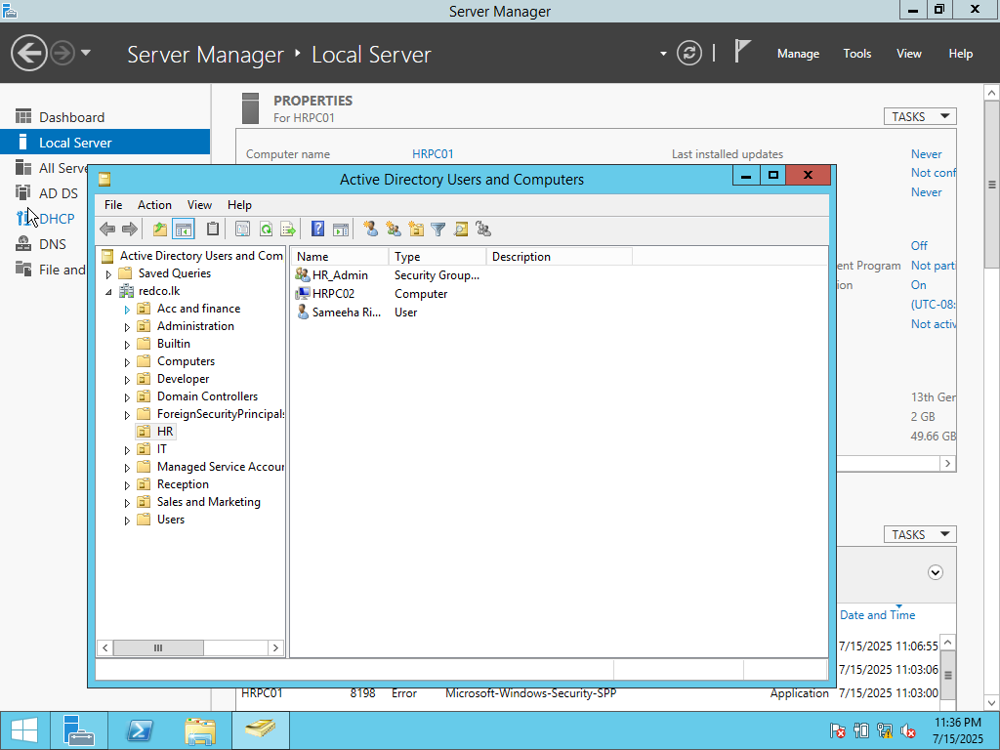 Server Manager
Server Manager ‣ Local Server
Manage Tools View Help
Dashboard
Local Server
All Serve
AD DS
DHCP
DNS
File and
PROPERTIES
For HRPC01
TASKS
Computer name HRPC01 Last installed updates Never
Not conf
Never
Off
ent Program Not parti
ion On
(UTC-08:
Not activ
13th Ger
2 GB
49.66 GB
Active Directory Users and Computers
File Action View Help
Active Directory Users and Com
Saved Queries
redco.lk
Acc and finance
Administration
Builtin
Computers
Developer
Domain Controllers
ForeignSecurityPrincipals
HR
IT
Managed Service Accour
Reception
Sales and Marketing
Users
Name Type Description
HR_Admin Security Group...
HRPC02 Computer
Sameeha Ri... User
TASKS
Date and Time
7/15/2025 11:06:55
7/15/2025 11:03:06
HRPC01 8198 Error Microsoft-Windows-Security-SPP Application 7/15/2025 11:03:00
11:36 PM
7/15/2025